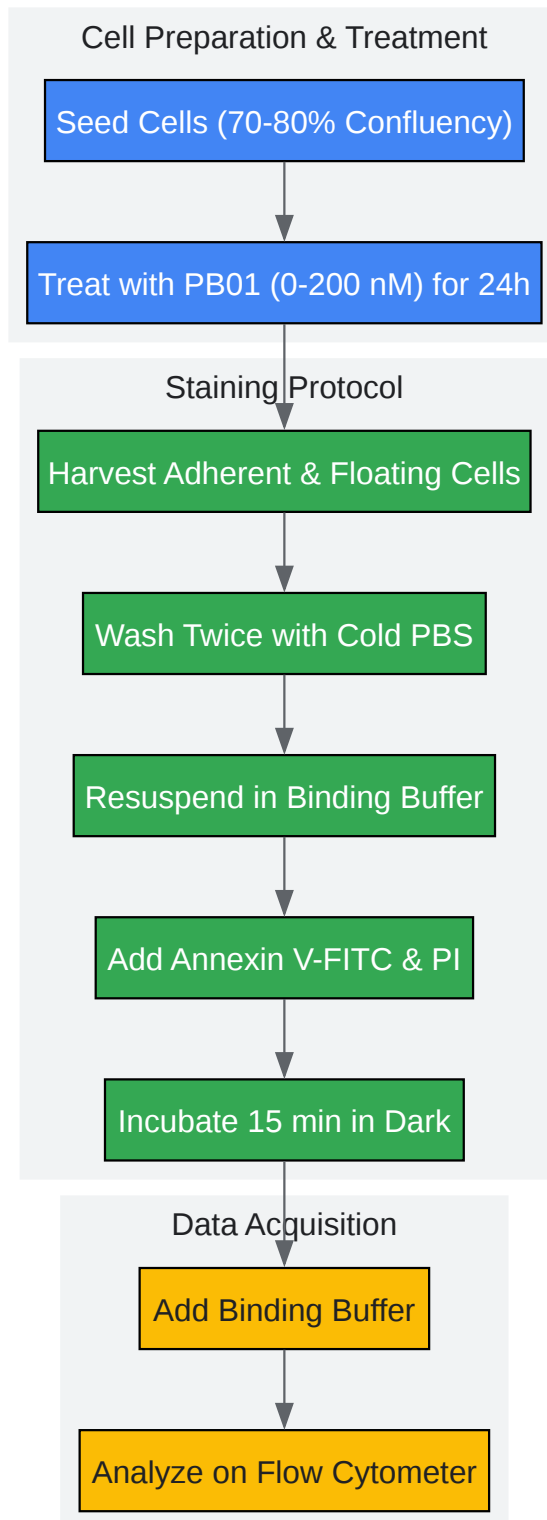 Cell Preparation & Treatment
Seed Cells (70-80% Confluency)
Treat with PB01 (0-200 nM) for 24h
Staining Protocol
Harvest Adherent & Floating Cells
Wash Twice with Cold PBS
Resuspend in Binding Buffer
Add Annexin V-FITC & PI
Incubate 15 min in Dark
Data Acquisition
Add Binding Buffer
Analyze on Flow Cytometer